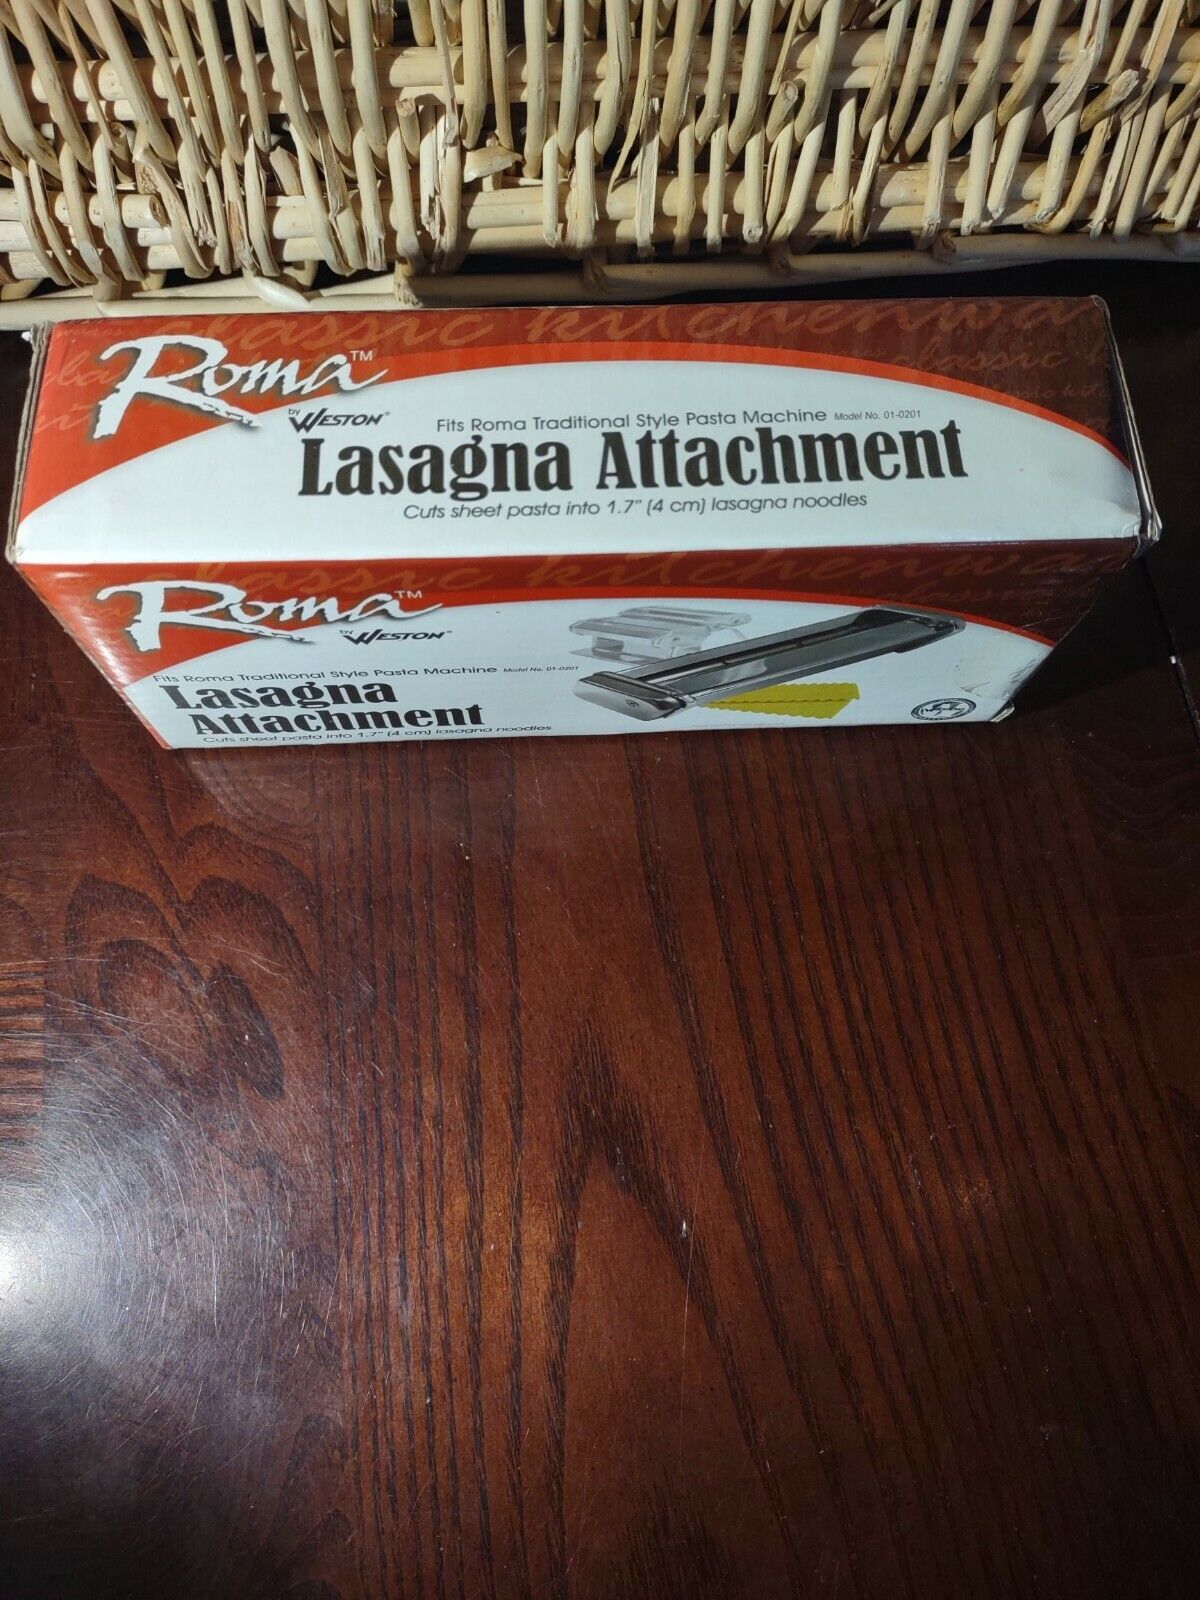 classic kitchenwa
classic
Roma™
by WESTON®
Fits Roma Traditional Style Pasta Machine Model No. 01-0201
Lasagna Attachment
Cuts sheet pasta into 1.7" (4 cm) lasagna noodles
classic kitchenwa
Roma™
by WESTON®
Fits Roma Traditional Style Pasta Machine Model No. 01-0201
Lasagna
Attachment
Cuts sheet pasta into 1.7" (4 cm) lasagna noodles